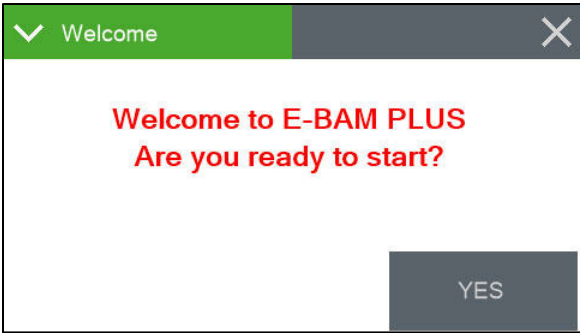 Welcome
Welcome to E-BAM PLUS
Are you ready to start?
YES